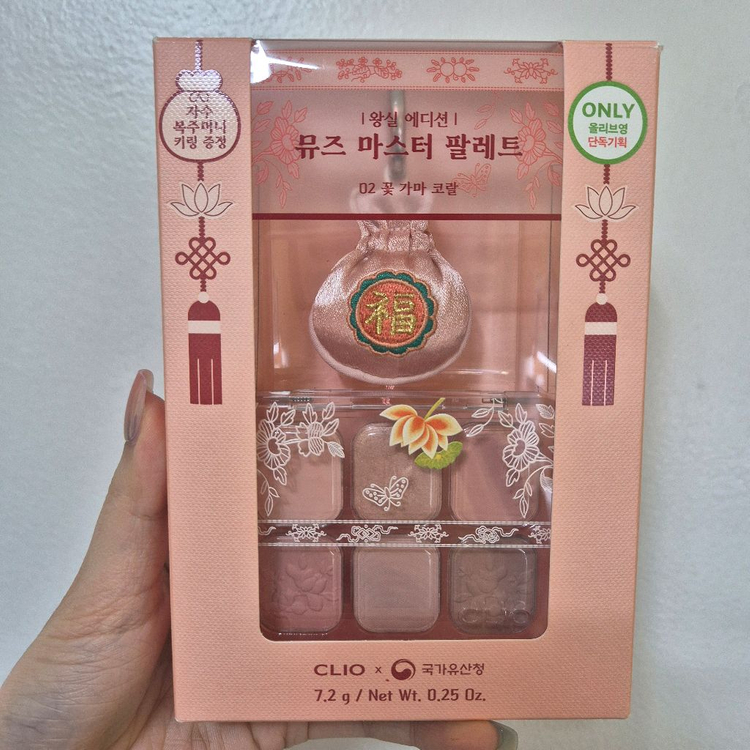 자수
복주머니
키링 증정
ONLY
올리브영
단독기획
왕실 에디션
뮤즈 마스터 팔레트
02 꽃 가마 코랄
福
CLIO x 국가유산청
7.2 g / Net Wt. 0.25 Oz.